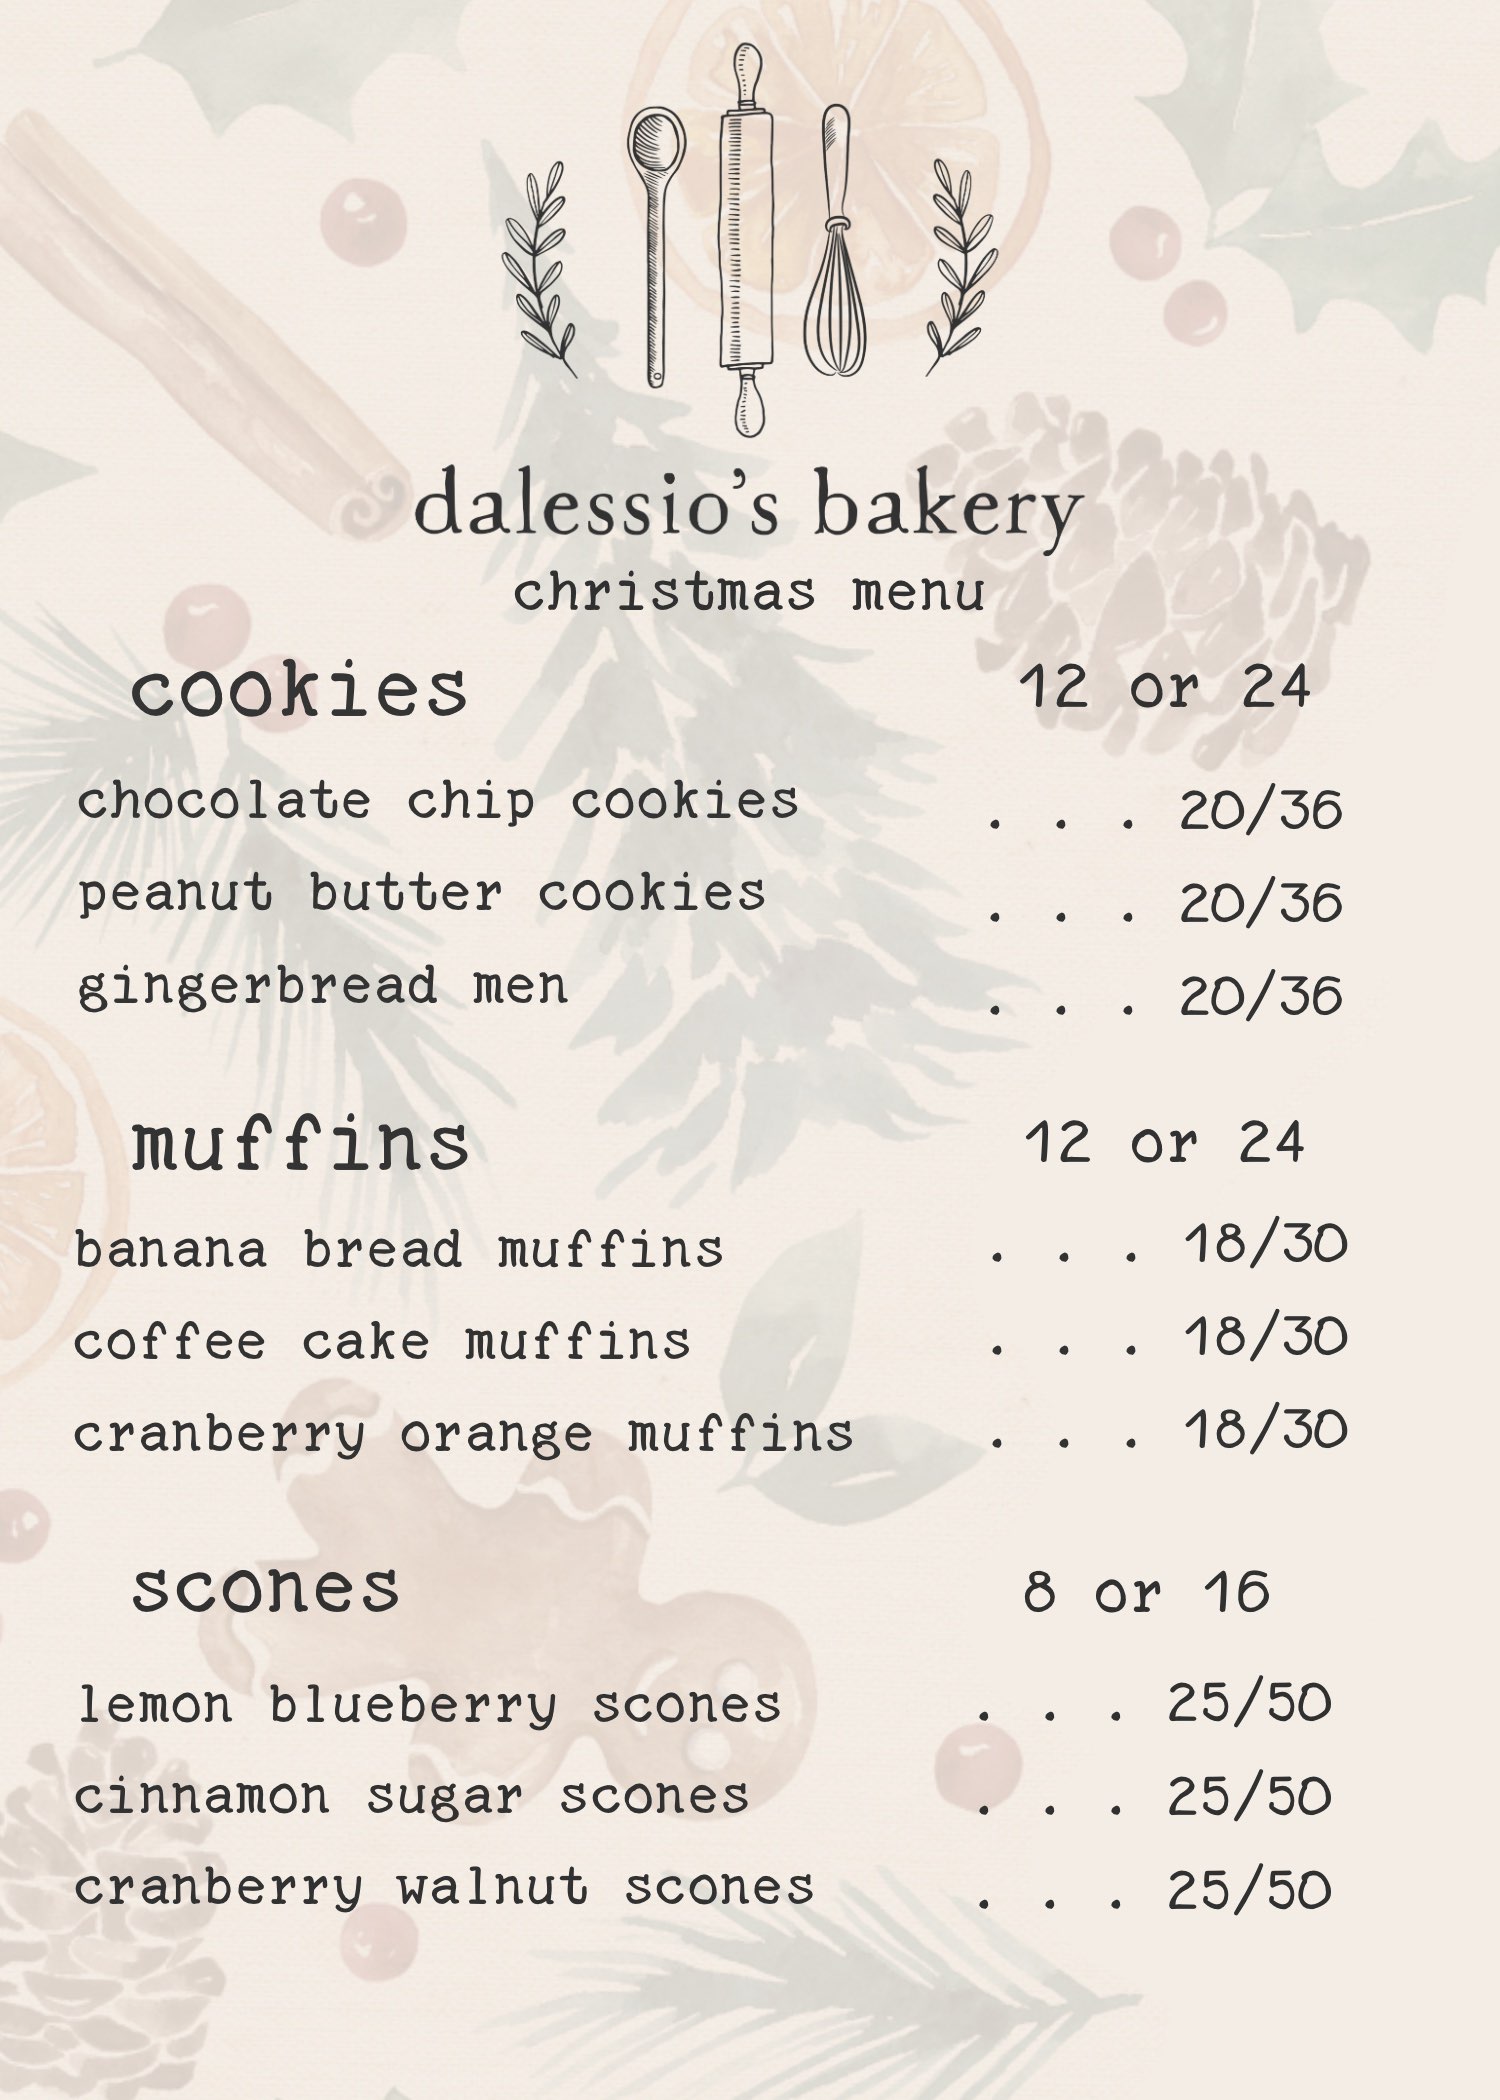 dalessio's bakery
christmas menu
cookies 12 or 24
chocolate chip cookies . . . 20/36
peanut butter cookies . . . 20/36
gingerbread men . . . 20/36
muffins 12 or 24
banana bread muffins . . . 18/30
coffee cake muffins . . . 18/30
cranberry orange muffins . . . 18/30
scones 8 or 16
lemon blueberry scones . . . 25/50
cinnamon sugar scones . . . 25/50
cranberry walnut scones . . . 25/50